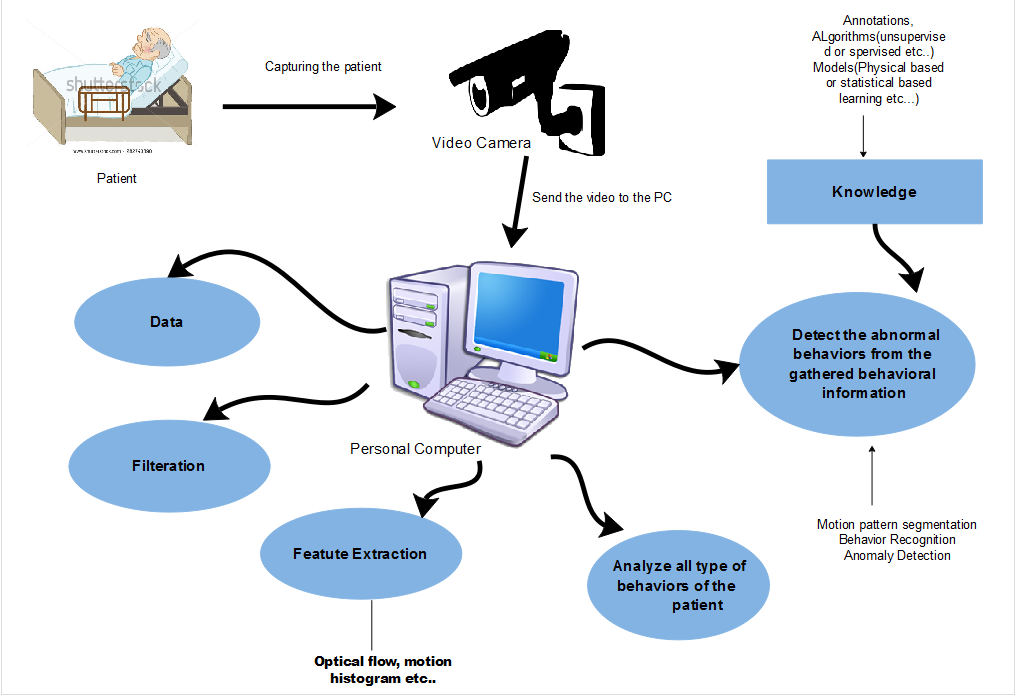 Annotations,
ALgorithms(unsupervise
d or spervised etc..)
Models(Physical based
or statistical based
learning etc...)
Capturing the patient
shutterstock
Video Camera
Patient
Send the video to the PC
Knowledge
Data
Detect the abnormal
behaviors from the
gathered behavioral
information
Personal Computer
Filteration
Featute Extraction
Analyze all type of
behaviors of the
patient
Motion pattern segmentation
Behavior Recognition
Anomaly Detection
Optical flow, motion
histogram etc..